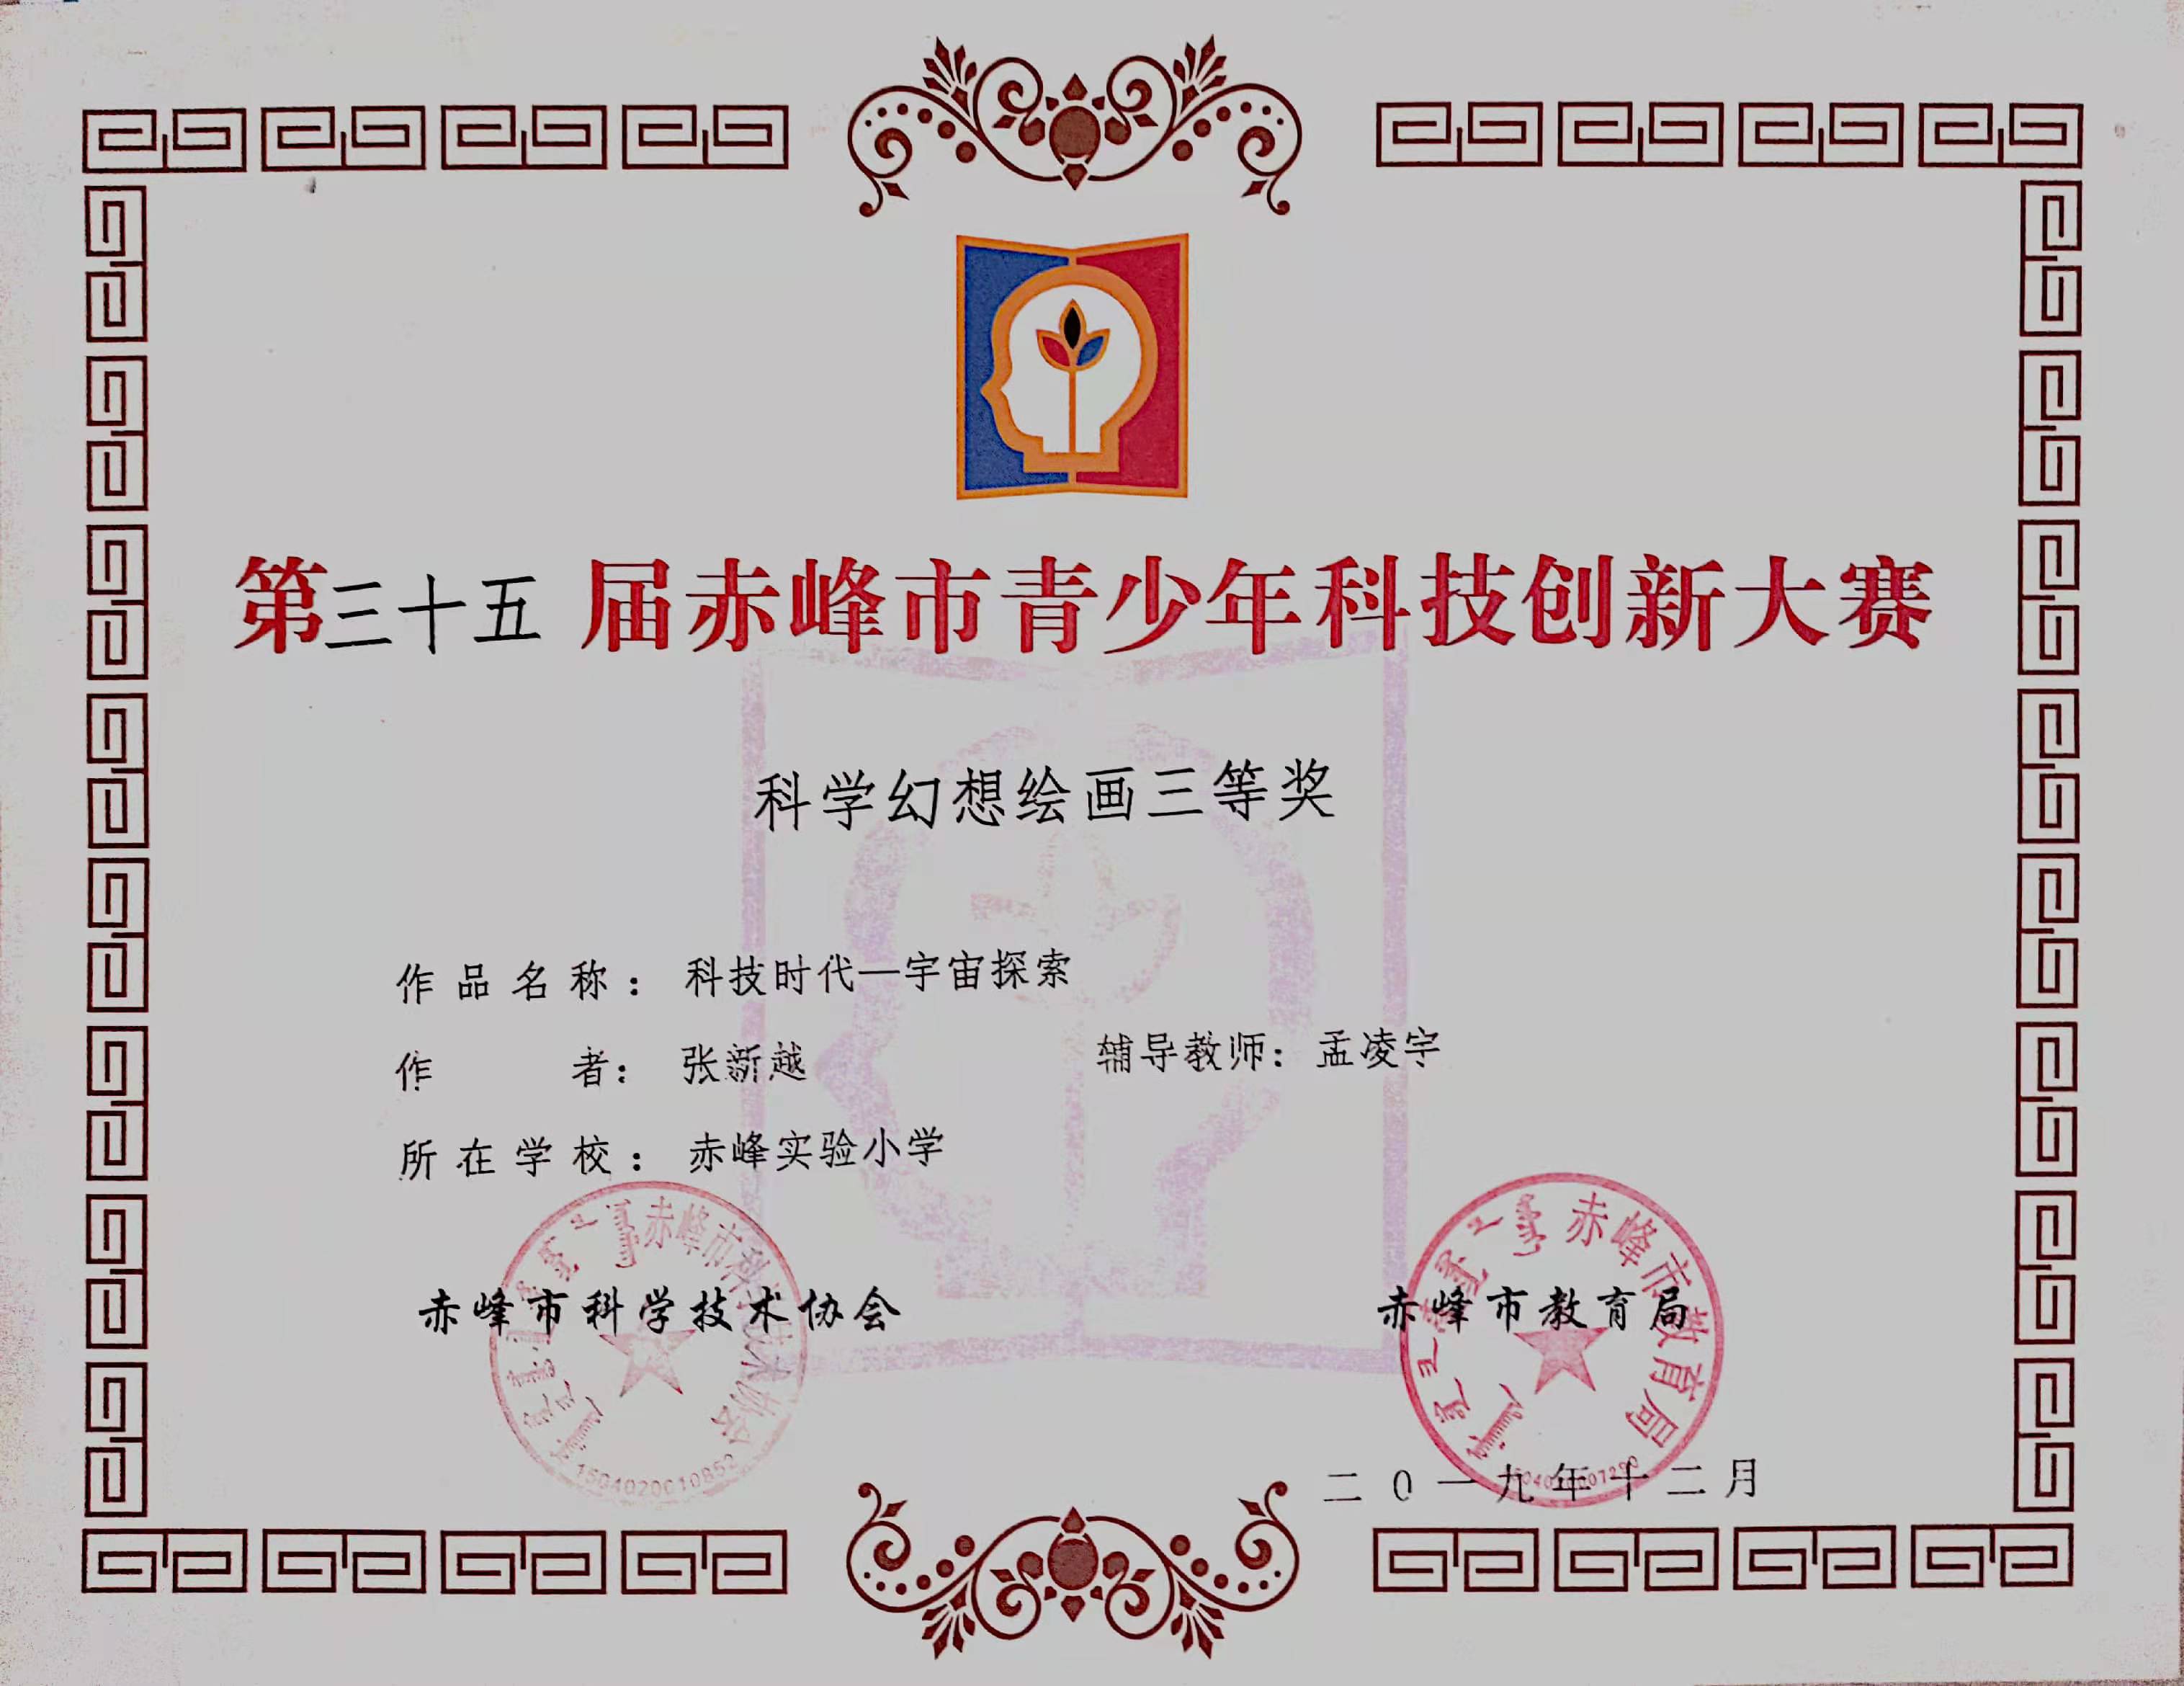 第三十五届赤峰市青少年科技创新大赛
科学幻想绘画三等奖
作品名称：科技时代—宇宙探索
作者：张新越 辅导教师：孟凌宇
所在学校：赤峰实验小学
赤峰市科学技术协会 赤峰市教育局
赤峰市科学技术协会
1504020010852
赤峰市教育局
二0一九年十二月